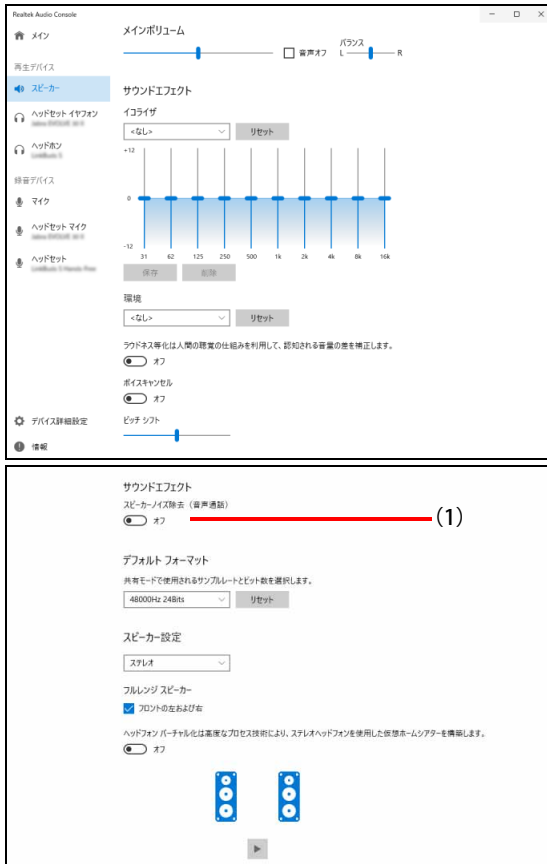 Realtek Audio Console
メイン
再生デバイス
スピーカー
ヘッドセット イヤフォン
ヘッドホン
録音デバイス
マイク
ヘッドセット マイク
ヘッドセット
デバイス詳細設定
情報
メインボリューム
音声オフ
バランス
L R
サウンドエフェクト
イコライザ
<なし> リセット
+12
0
-12
31 62 125 250 500 1k 2k 4k 8k 16k
保存 削除
環境
<なし> リセット
ラウドネス等化は人間の聴覚の仕組みを利用して、認知される音量の差を補正します。
オフ
ボイスキャンセル
オフ
ピッチ シフト
サウンドエフェクト
スピーカーノイズ除去（音声通話）
オフ
(1)
デフォルト フォーマット
共有モードで使用されるサンプルレートとビット数を選択します。
48000Hz 24Bits リセット
スピーカー設定
ステレオ
フルレンジ スピーカー
フロントの左および右
ヘッドフォン バーチャル化は高度なプロセス技術により、ステレオヘッドフォンを使用した仮想ホームシアターを構築します。
オフ